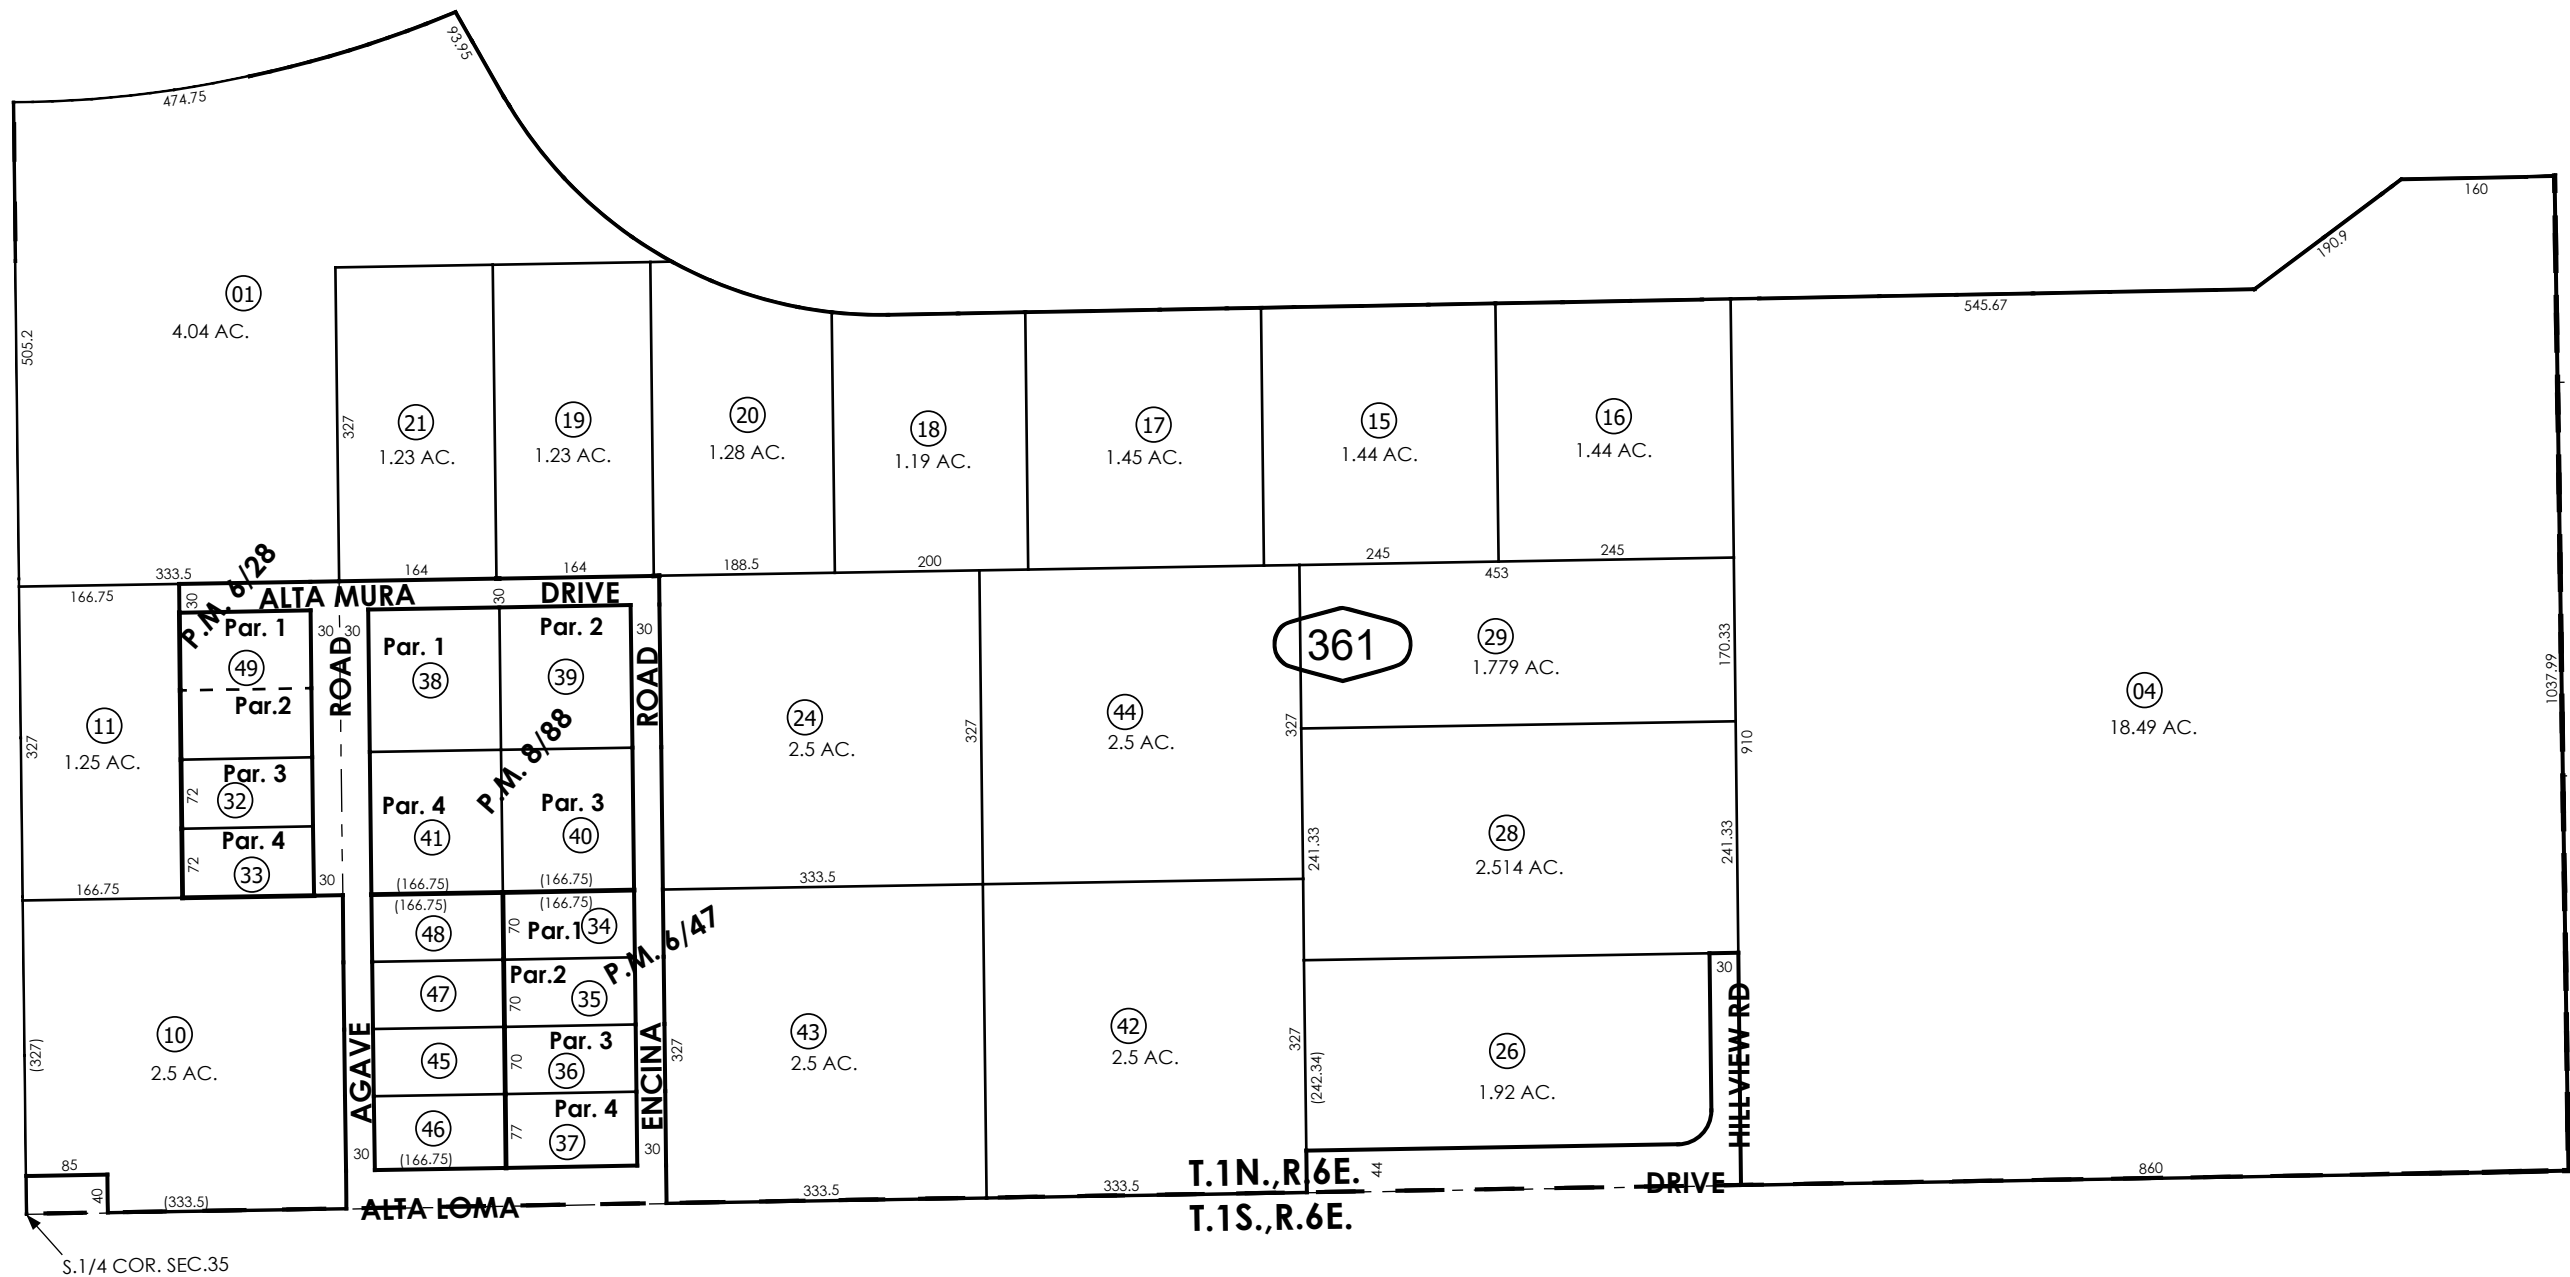 93.95
474.75
160
190.9
545.67
01
4.04 AC.
505.2
327
21
1.23 AC.
19
1.23 AC.
20
1.28 AC.
18
1.19 AC.
17
1.45 AC.
15
1.44 AC.
16
1.44 AC.
333.5
164
164
188.5
200
245
245
453
166.75
P.M. 6/28
30
ALTA MURA
30
DRIVE
Par. 1
30
30
49
Par.2
ROAD
Par. 1
38
Par. 2
39
30
ROAD
11
1.25 AC.
327
Par. 3
32
72
Par. 4
33
72
30
166.75
P.M. 8/88
Par. 4
41
Par. 3
40
(166.75)
(166.75)
24
2.5 AC.
327
333.5
44
2.5 AC.
327
361
29
1.779 AC.
170.33
28
2.514 AC.
241.33
241.33
910
04
18.49 AC.
1037.99
(166.75)
(166.75)
48
70
Par.1
34
P.M. 6/47
47
Par.2
70
35
45
Par. 3
70
36
46
Par. 4
77
37
(166.75)
10
2.5 AC.
(327)
AGAVE
30
ENCINA
30
327
43
2.5 AC.
42
2.5 AC.
327
(242.34)
26
1.92 AC.
30
HILLVIEW RD
85
40
(333.5)
ALTA LOMA
333.5
333.5
T.1N.,R.6E.
44
DRIVE
860
T.1S.,R.6E.
S.1/4 COR. SEC.35